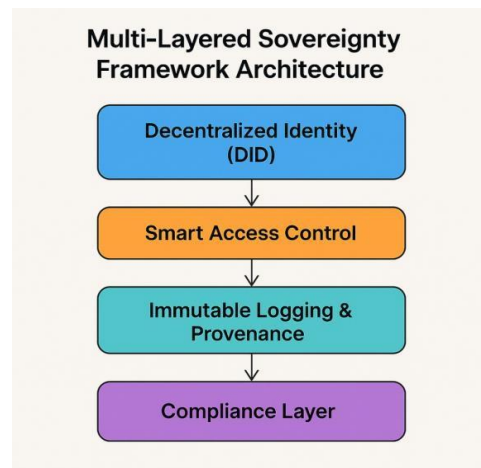 Multi-Layered Sovereignty
Framework Architecture
Decentralized Identity
(DID)
Smart Access Control
Immutable Logging &
Provenance
Compliance Layer